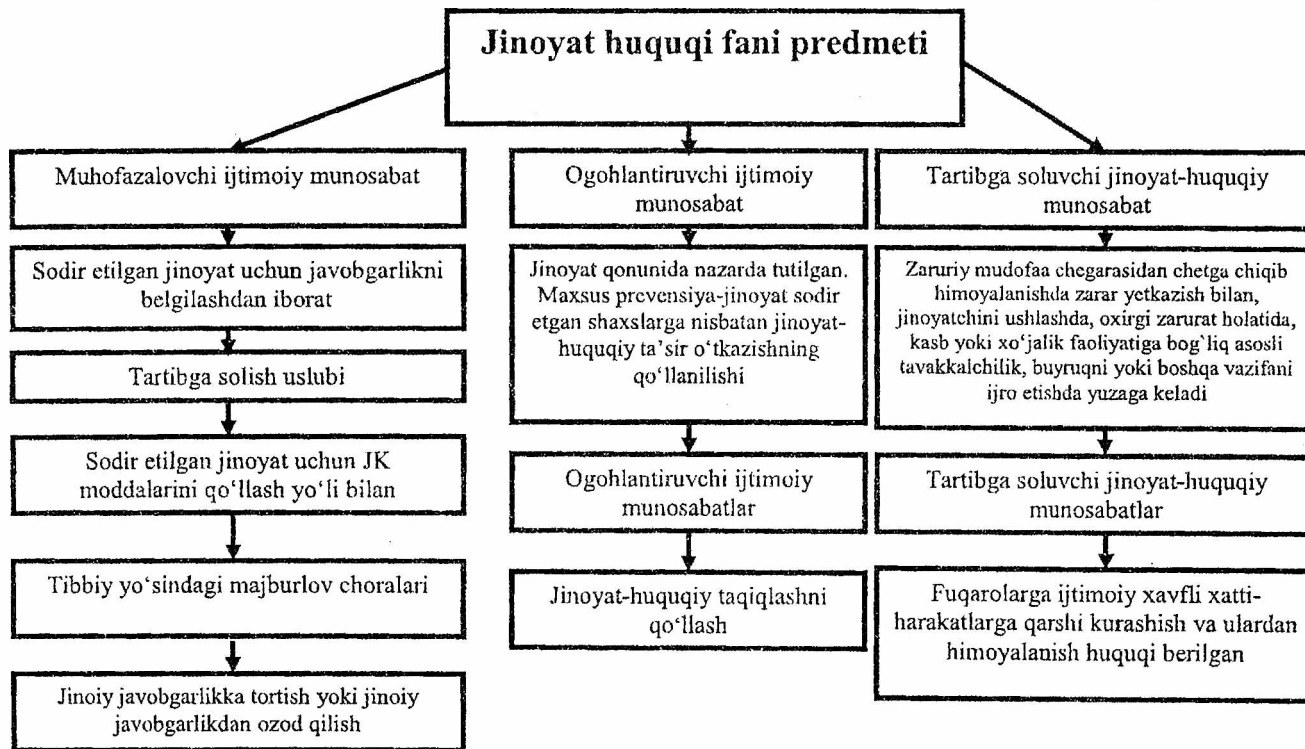 Jinoyat huquqi fani predmeti
Muhofazalovchi ijtimoiy munosabat
Sodir etilgan jinoyat uchun javobgarlikni
belgilashdan iborat
Tartibga solish uslubi
Sodir etilgan jinoyat uchun JK
moddalarini qo‘llash yo‘li bilan
Tibbiy yo‘sindagi majburlov choralari
Jinoiy javobgarlikka tortish yoki jinoiy
javobgarlikdan ozod qilish
Ogohlantiruvchi ijtimoiy
munosabat
Jinoyat qonunida nazarda tutilgan.
Maxsus prevensiya-jinoyat sodir
etgan shaxslarga nisbatan jinoyat-
huquqiy ta’sir o‘tkazishning
qo‘llanilishi
Ogohlantiruvchi ijtimoiy
munosabatlar
Jinoyat-huquqiy taqiqlashni
qo‘llash
Tartibga soluvchi jinoyat-huquqiy
munosabat
Zaruriy mudofaa chegarasidan chetga chiqib
himoyalanishda zarar yetkazish bilan,
jinoyatchini ushlashda, oxirgi zarurat holatida,
kasb yoki xo‘jalik faoliyatiga bog`liq asosli
tavakkalchilik, buyruqni yoki boshqa vazifani
ijro etishda yuzaga keladi
Tartibga soluvchi jinoyat-huquqiy
munosabatlar
Fuqarolarga ijtimoiy xavfli xatti-
harakatlarga qarshi kurashish va ulardan
himoyalanish huquqi berilgan